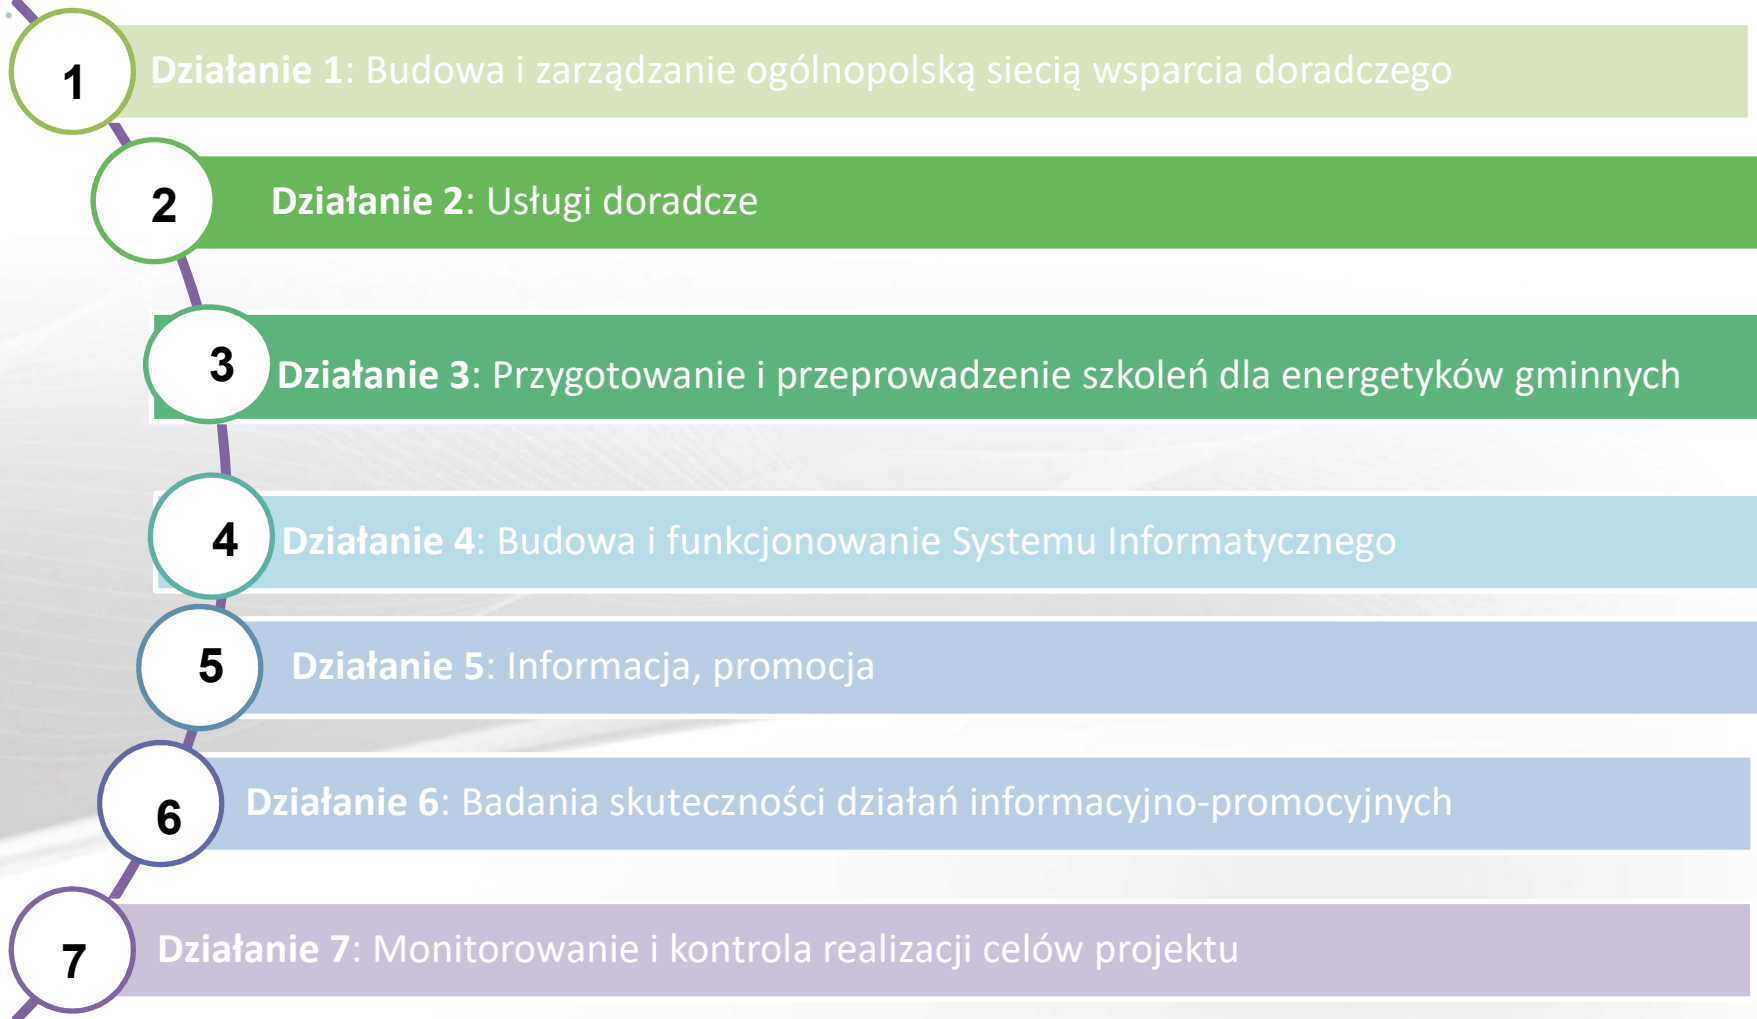 1
Działanie 1: Budowa i zarządzanie ogólnopolską siecią wsparcia doradczego
2
Działanie 2: Usługi doradcze
3
Działanie 3: Przygotowanie i przeprowadzenie szkoleń dla energetyków gminnych
4
Działanie 4: Budowa i funkcjonowanie Systemu Informatycznego
5
Działanie 5: Informacja, promocja
6
Działanie 6: Badania skuteczności działań informacyjno-promocyjnych
7
Działanie 7: Monitorowanie i kontrola realizacji celów projektu